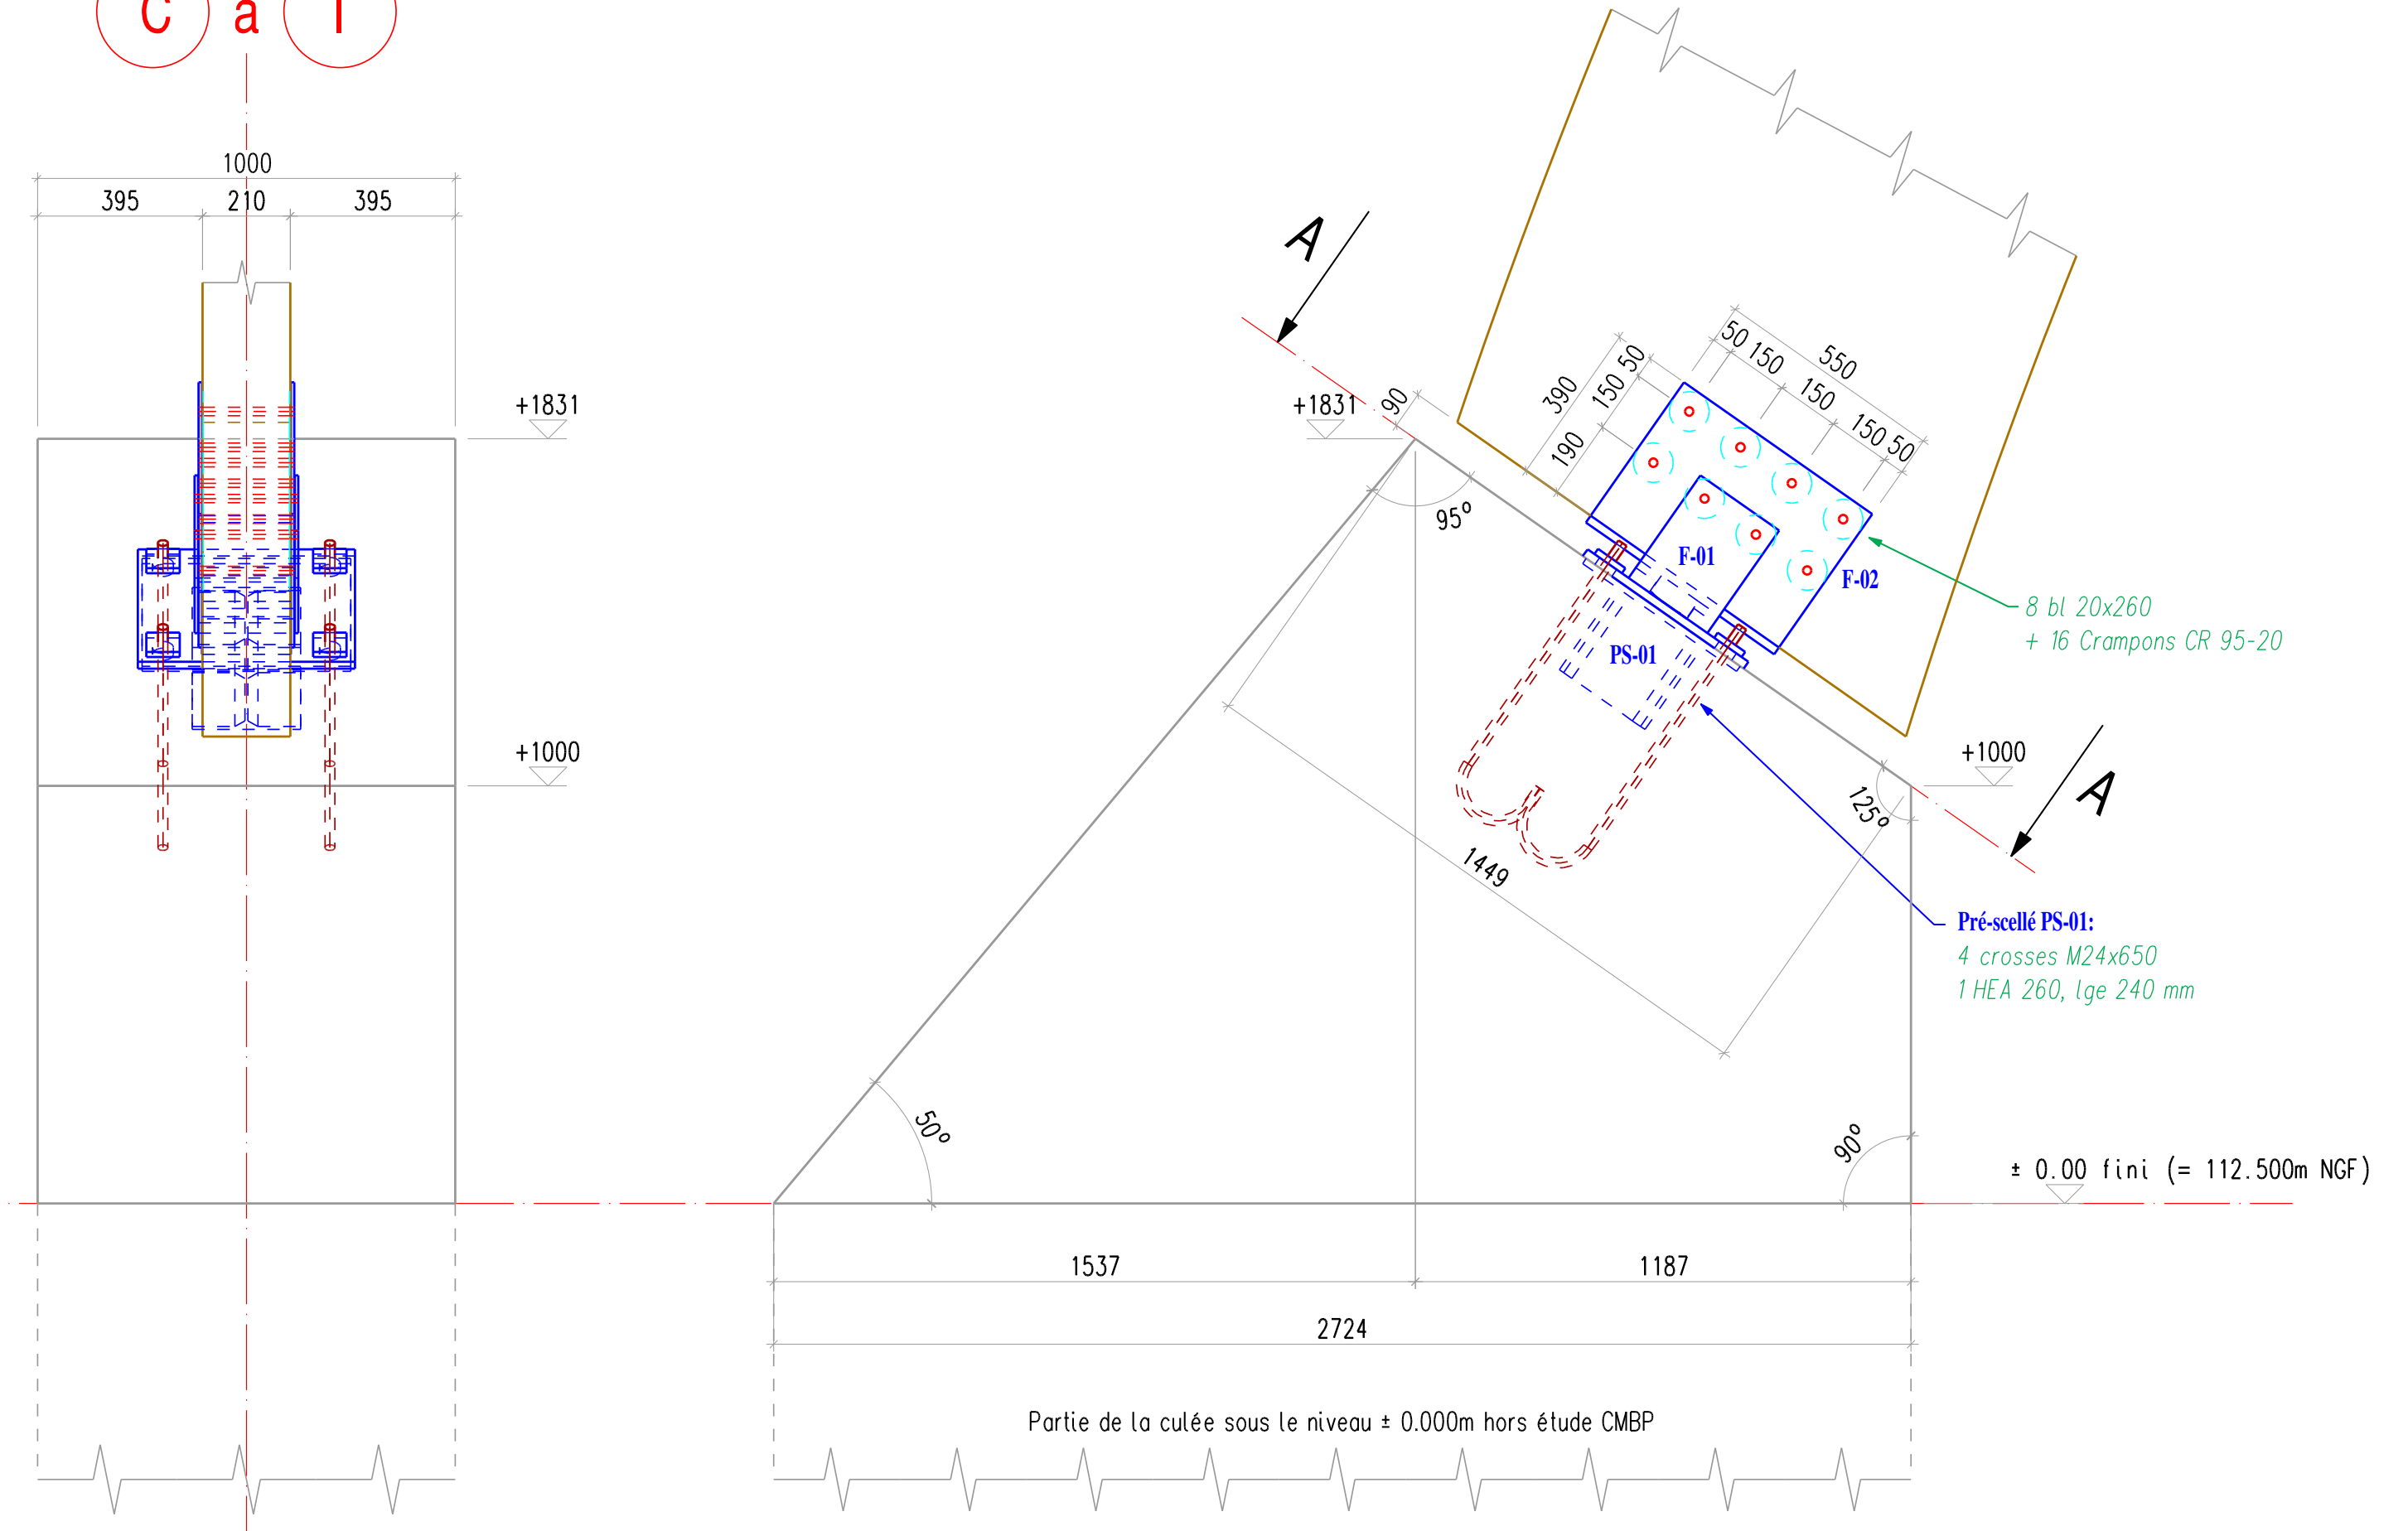 C à I
1000
395 210 395
+1831
+1000
A
+1831
90
390
150 50
190
50 150
550
150
150 50
95°
F-01
F-02
PS-01
8 bl 20x260
+ 16 Crampons CR 95-20
+1000
125°
A
1449
Pré-scellé PS-01:
4 crosses M24x650
1 HEA 260, lge 240 mm
50°
90°
± 0.00 fini (= 112.500m NGF)
1537
1187
2724
Partie de la culée sous le niveau ± 0.000m hors étude CMBP